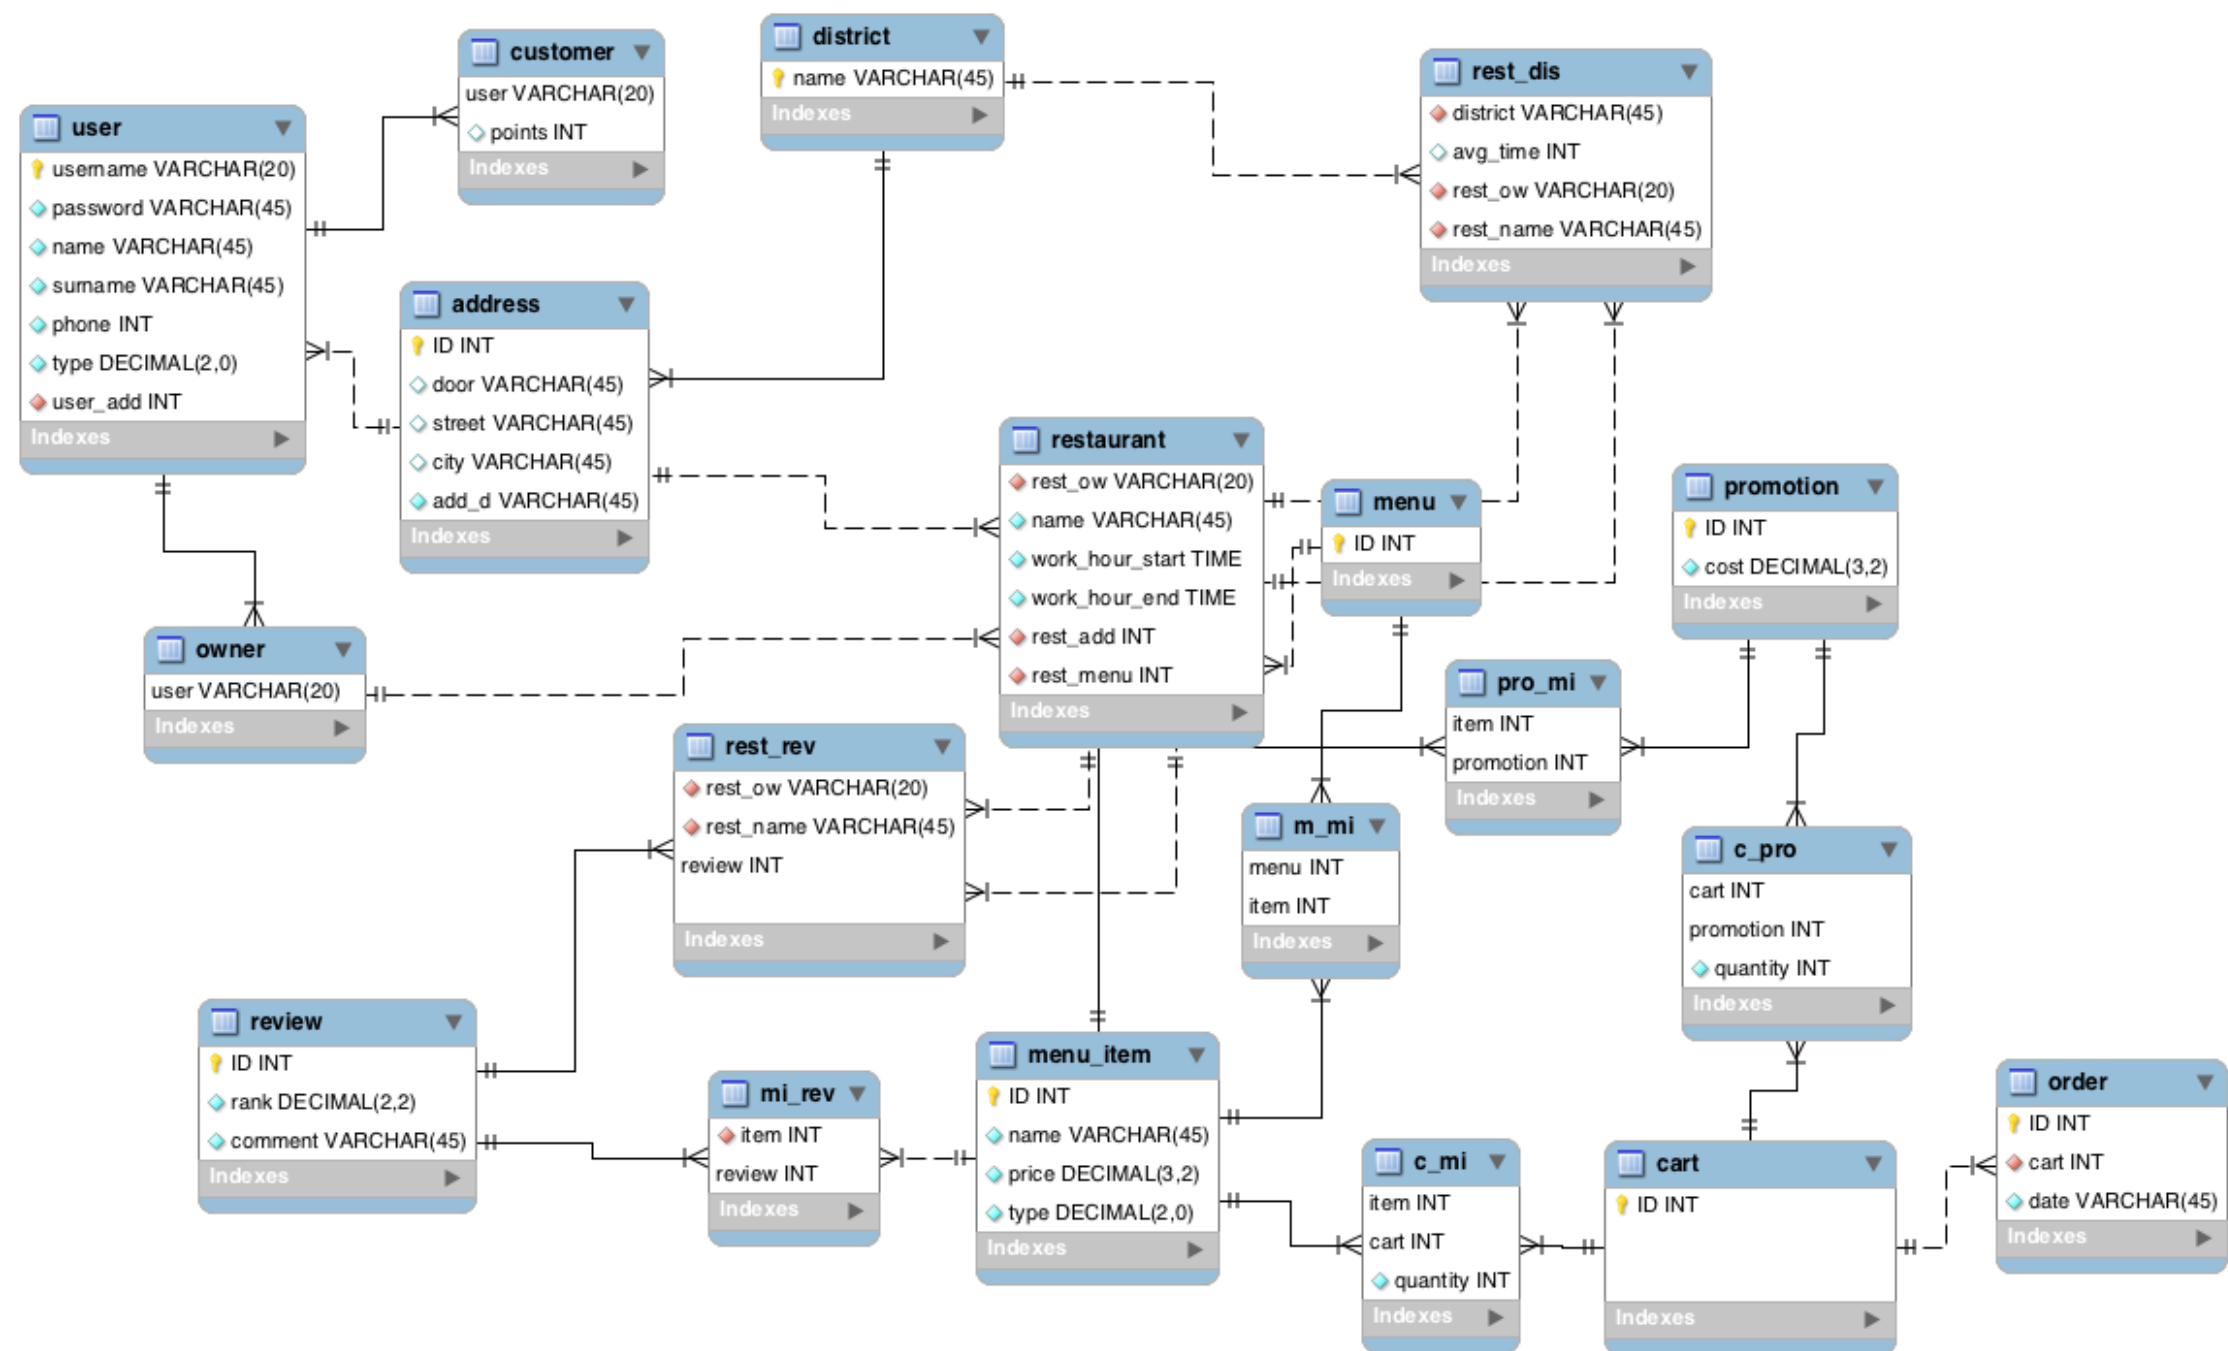 customer
user VARCHAR(20)
points INT
Indexes
district
name VARCHAR(45)
Indexes
rest_dis
district VARCHAR(45)
avg_time INT
rest_ow VARCHAR(20)
rest_name VARCHAR(45)
Indexes
user
username VARCHAR(20)
password VARCHAR(45)
name VARCHAR(45)
surname VARCHAR(45)
phone INT
type DECIMAL(2,0)
user_add INT
Indexes
address
ID INT
door VARCHAR(45)
street VARCHAR(45)
city VARCHAR(45)
add_d VARCHAR(45)
Indexes
restaurant
rest_ow VARCHAR(20)
name VARCHAR(45)
work_hour_start TIME
work_hour_end TIME
rest_add INT
rest_menu INT
Indexes
menu
ID INT
Indexes
promotion
ID INT
cost DECIMAL(3,2)
Indexes
owner
user VARCHAR(20)
Indexes
pro_mi
item INT
promotion INT
Indexes
rest_rev
rest_ow VARCHAR(20)
rest_name VARCHAR(45)
review INT
Indexes
m_mi
menu INT
item INT
Indexes
c_pro
cart INT
promotion INT
quantity INT
Indexes
review
ID INT
rank DECIMAL(2,2)
comment VARCHAR(45)
Indexes
mi_rev
item INT
review INT
Indexes
menu_item
ID INT
name VARCHAR(45)
price DECIMAL(3,2)
type DECIMAL(2,0)
Indexes
c_mi
item INT
cart INT
quantity INT
Indexes
cart
ID INT
Indexes
order
ID INT
cart INT
date VARCHAR(45)
Indexes